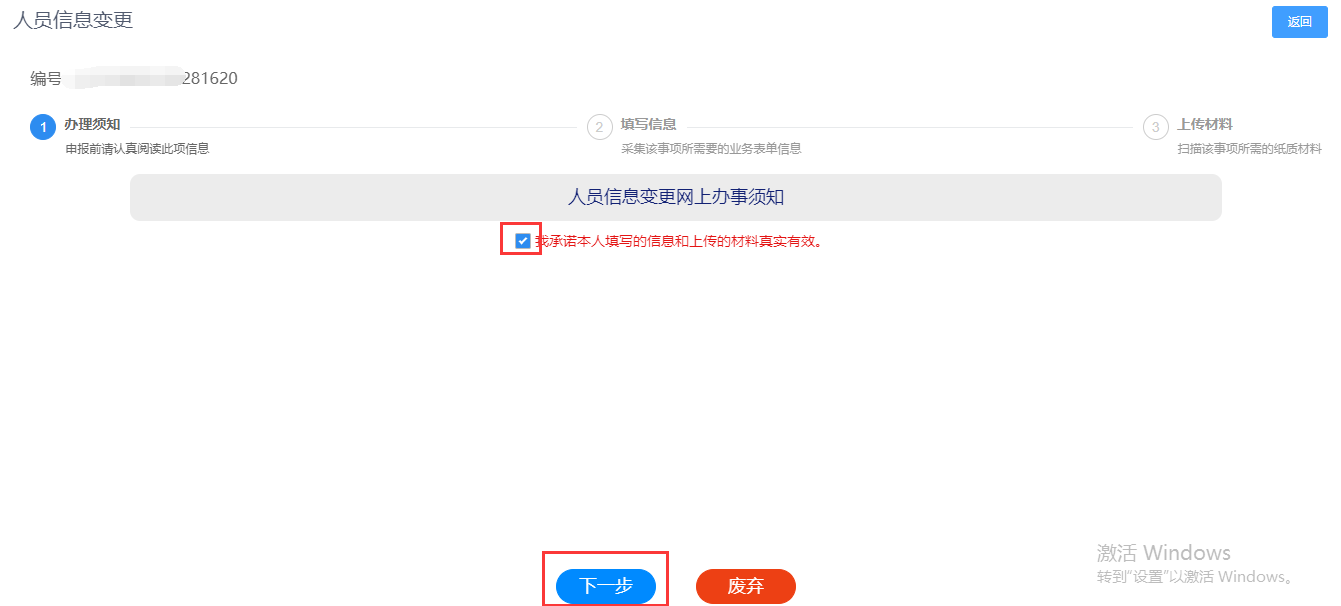 人员信息变更
返回
编号 281620
1 办理须知
申报前请认真阅读此项信息
2 填写信息
采集该事项所需要的业务表单信息
3 上传材料
扫描该事项所需的纸质材料
人员信息变更网上办事须知
我承诺本人填写的信息和上传的材料真实有效。
下一步
废弃
激活 Windows
转到"设置"以激活 Windows。